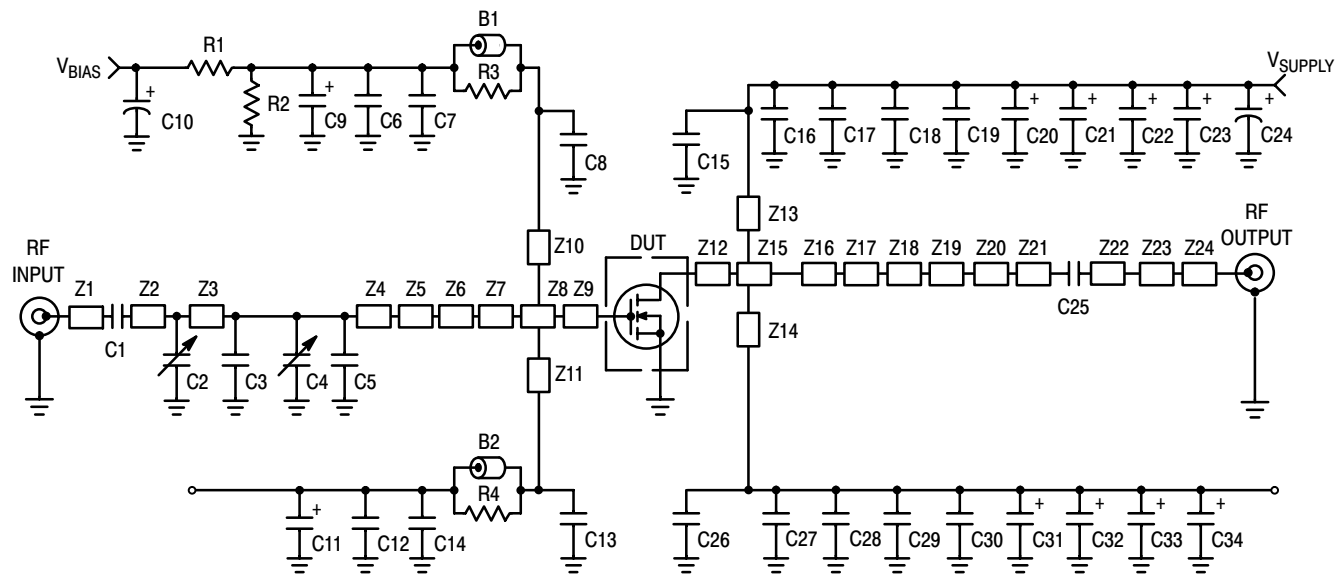 B1
R1
V_BIAS
R3
V_SUPPLY
+
R2
+
+
+
+
+
+
C10
C9
C6
C7
C8
C15
C16
C17
C18
C19
C20
C21
C22
C23
C24
Z13
RF
INPUT
Z10
DUT
Z12
Z15
Z16
Z17
Z18
Z19
Z20
Z21
Z22
Z23
Z24
RF
OUTPUT
Z1
Z2
Z3
Z4
Z5
Z6
Z7
Z8
Z9
C1
C25
Z14
C2
C3
C4
C5
Z11
B2
R4
+
+
+
+
+
C11
C12
C14
C13
C26
C27
C28
C29
C30
C31
C32
C33
C34